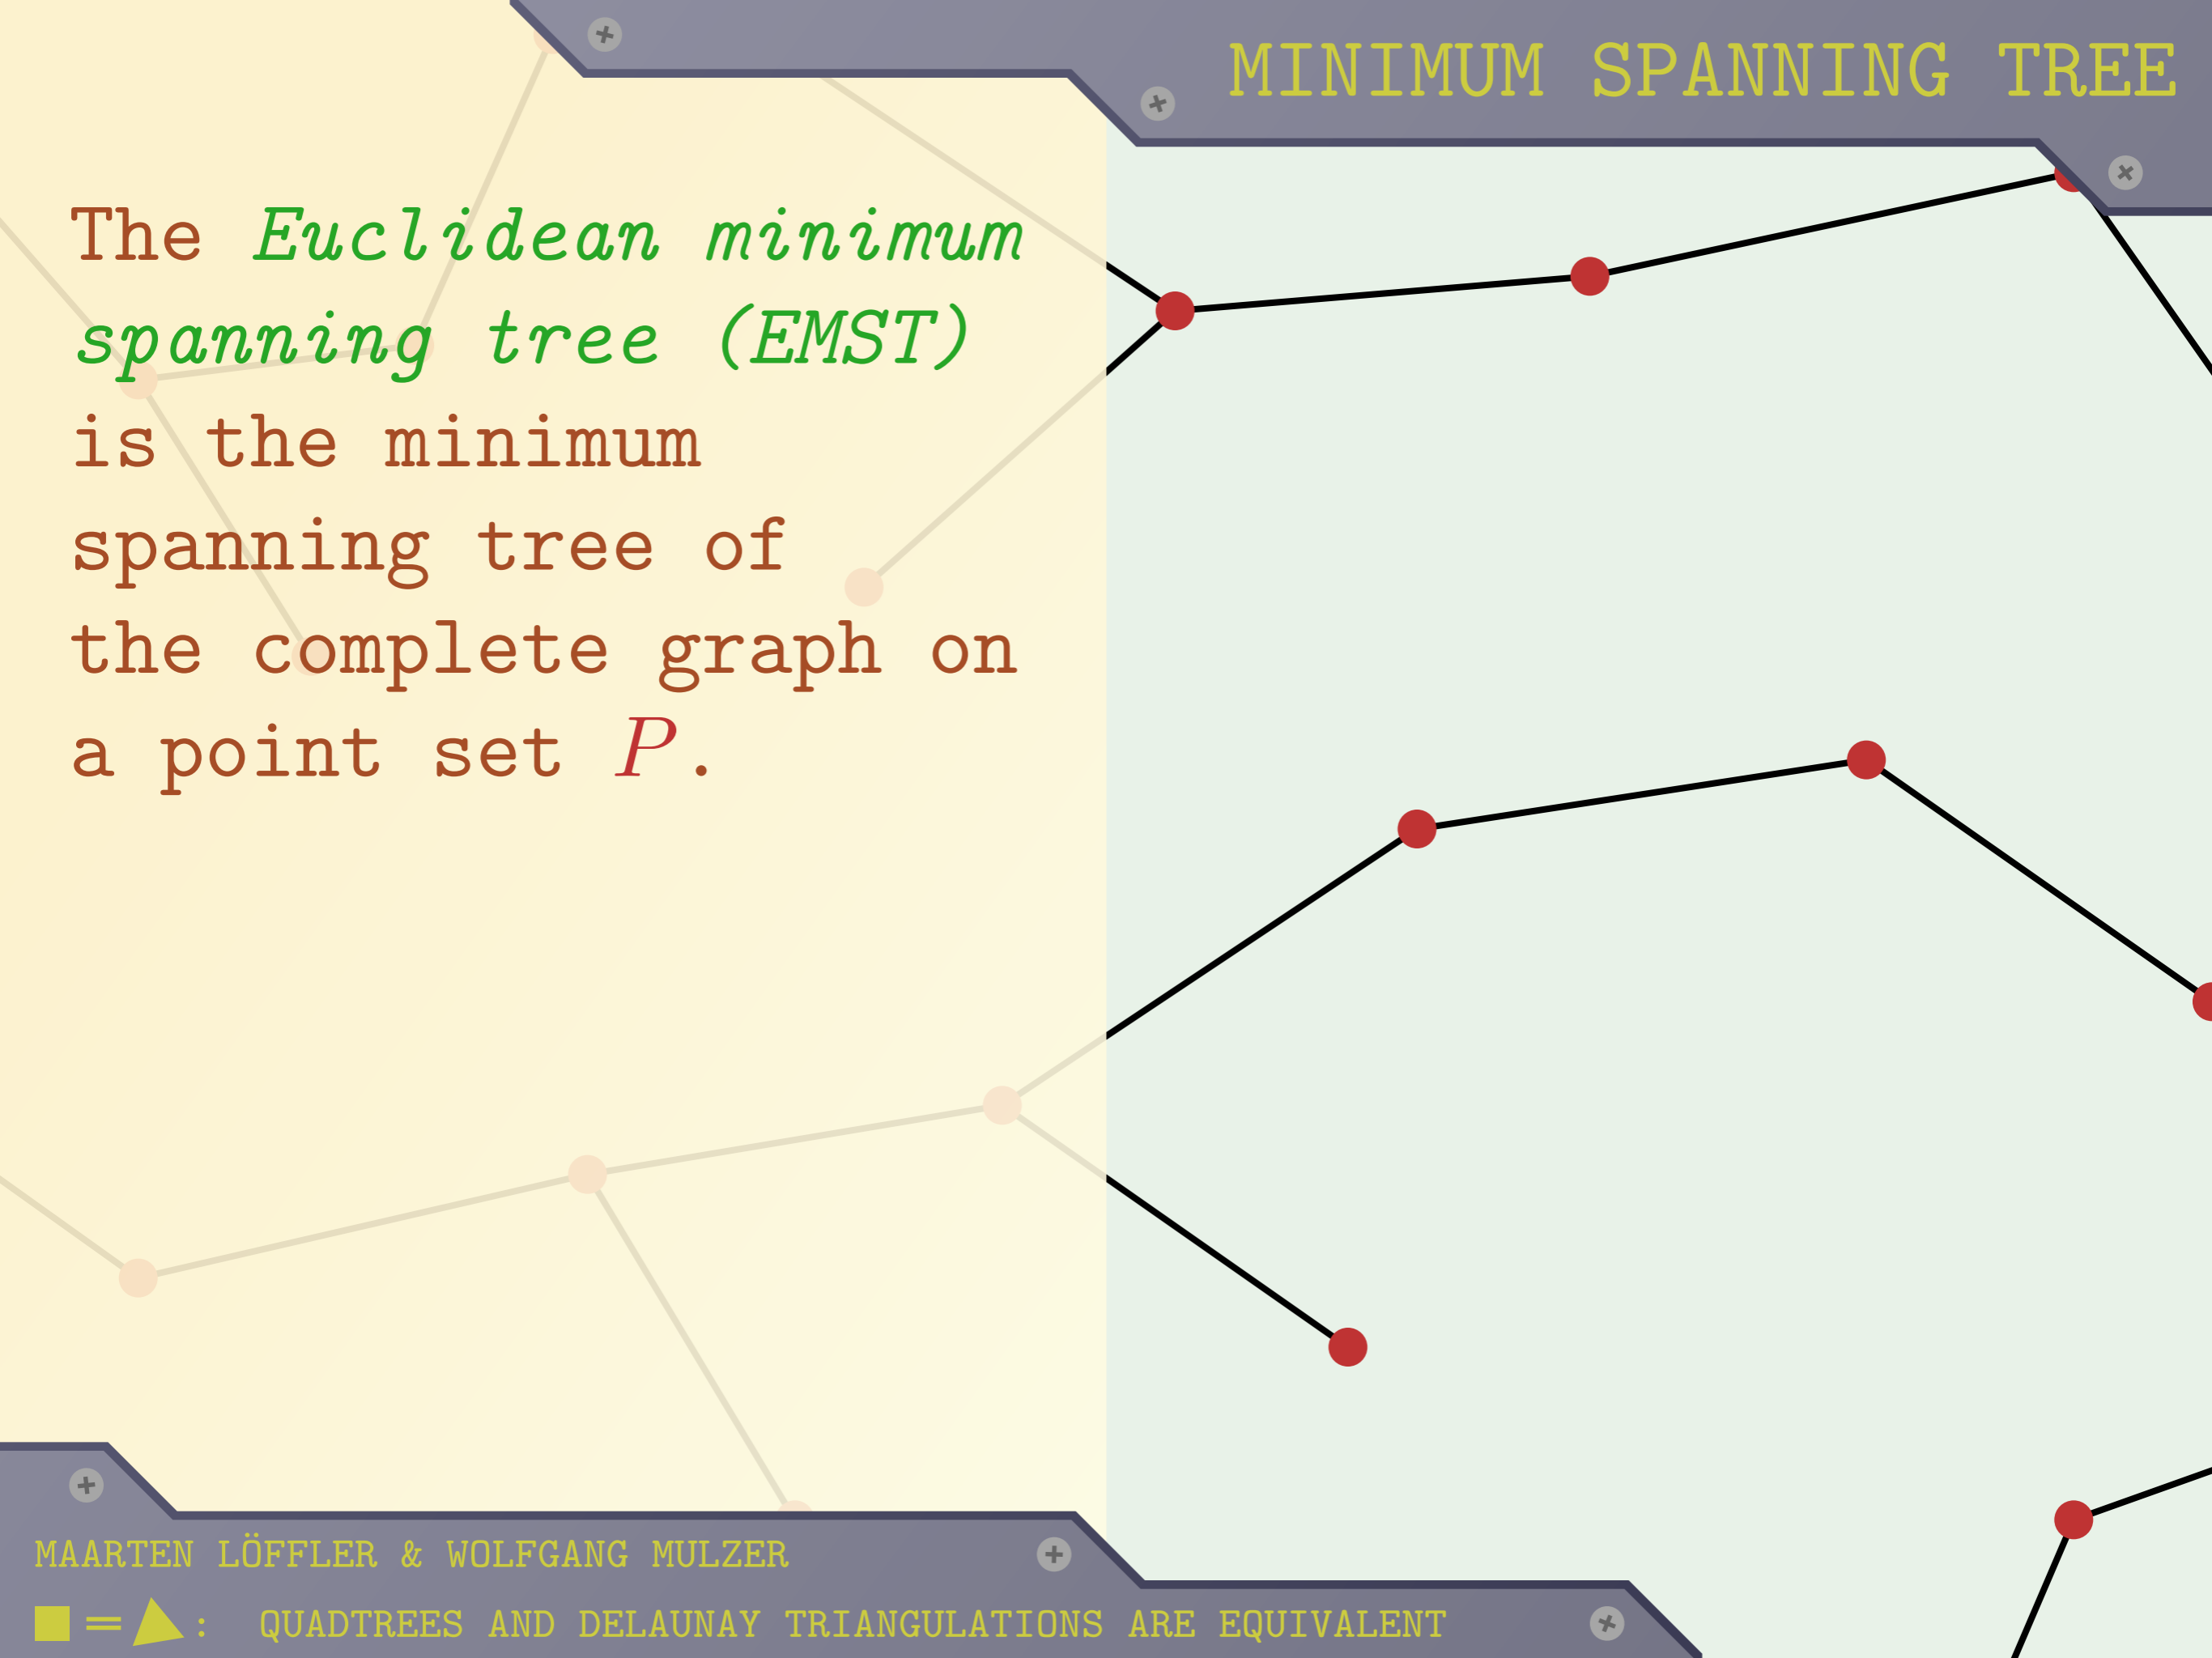 MINIMUM SPANNING TREE
The Euclidean minimum
spanning tree (EMST)
is the minimum
spanning tree of
the complete graph on
a point set P.
MAARTEN LÖFFLER & WOLFGANG MULZER
■=▲: QUADTREES AND DELAUNAY TRIANGULATIONS ARE EQUIVALENT